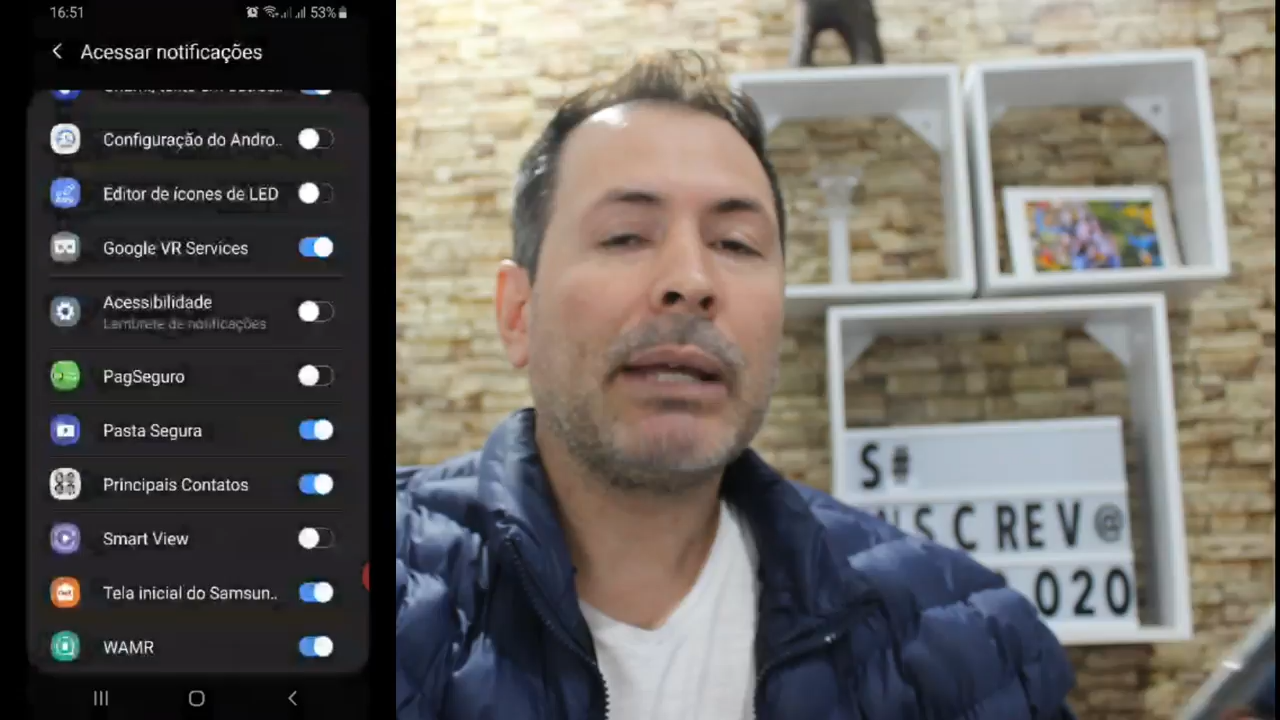 16:51
53%
Acessar notificações
Configuração do Andro..
Editor de ícones de LED
Google VR Services
Acessibilidade
Lembrete de notificações
PagSeguro
Pasta Segura
Principais Contatos
Smart View
Tela inicial do Samsun..
WAMR
S#
NSCREV@
020